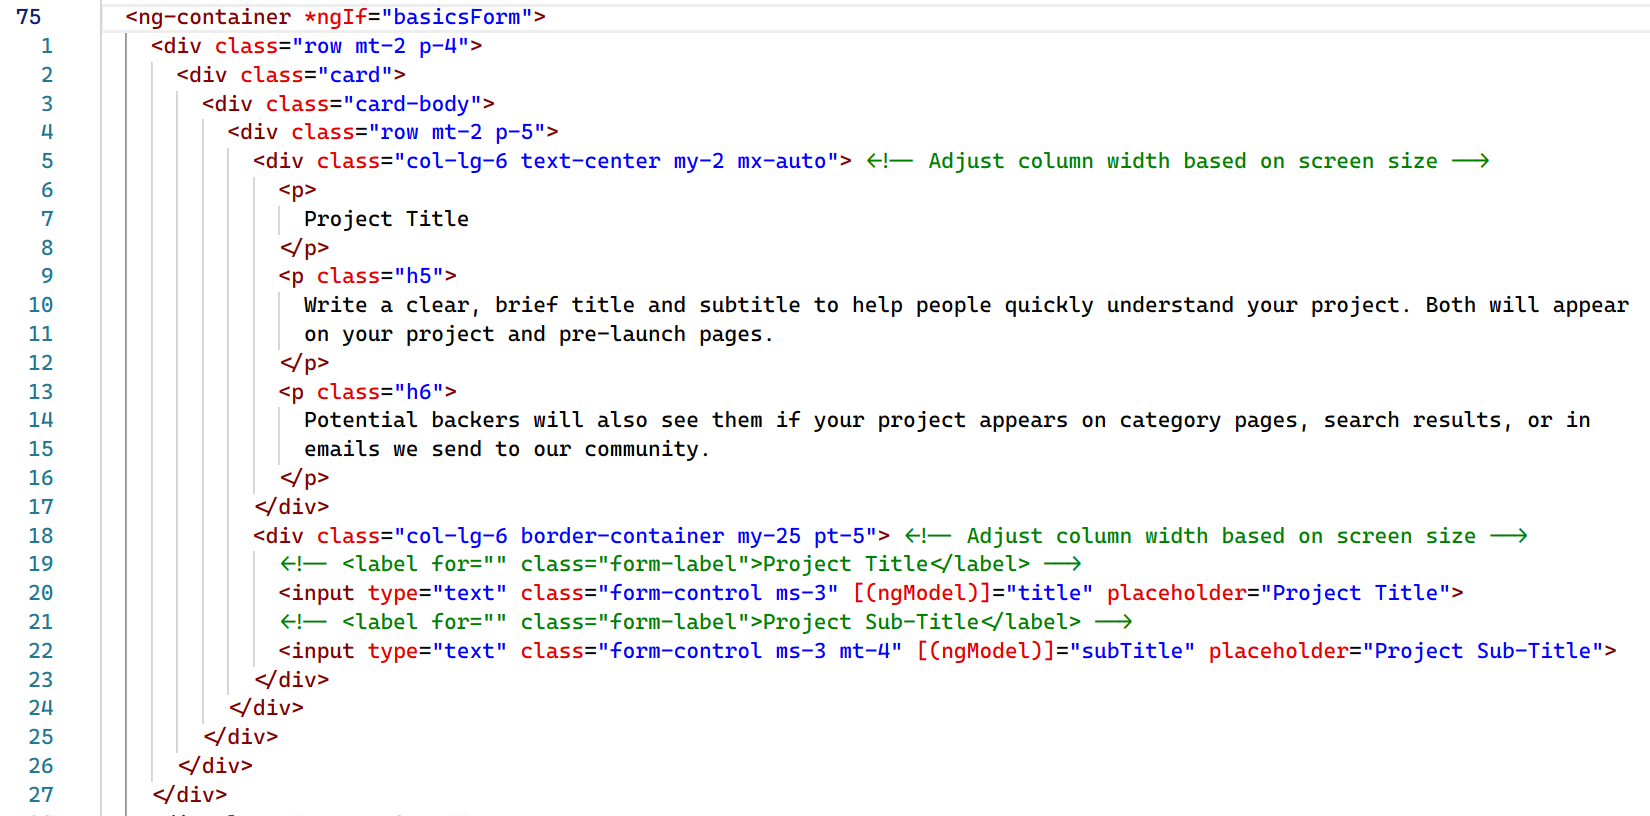 75 <ng-container *ngIf="basicsForm">
1 <div class="row mt-2 p-4">
2 <div class="card">
3 <div class="card-body">
4 <div class="row mt-2 p-5">
5 <div class="col-lg-6 text-center my-2 mx-auto"> <!-- Adjust column width based on screen size -->
6 <p>
7 Project Title
8 </p>
9 <p class="h5">
10 Write a clear, brief title and subtitle to help people quickly understand your project. Both will appear
11 on your project and pre-launch pages.
12 </p>
13 <p class="h6">
14 Potential backers will also see them if your project appears on category pages, search results, or in
15 emails we send to our community.
16 </p>
17 </div>
18 <div class="col-lg-6 border-container my-25 pt-5"> <!-- Adjust column width based on screen size -->
19 <!-- <label for="" class="form-label">Project Title</label> -->
20 <input type="text" class="form-control ms-3" [(ngModel)]="title" placeholder="Project Title">
21 <!-- <label for="" class="form-label">Project Sub-Title</label> -->
22 <input type="text" class="form-control ms-3 mt-4" [(ngModel)]="subTitle" placeholder="Project Sub-Title">
23 </div>
24 </div>
25 </div>
26 </div>
27 </div>